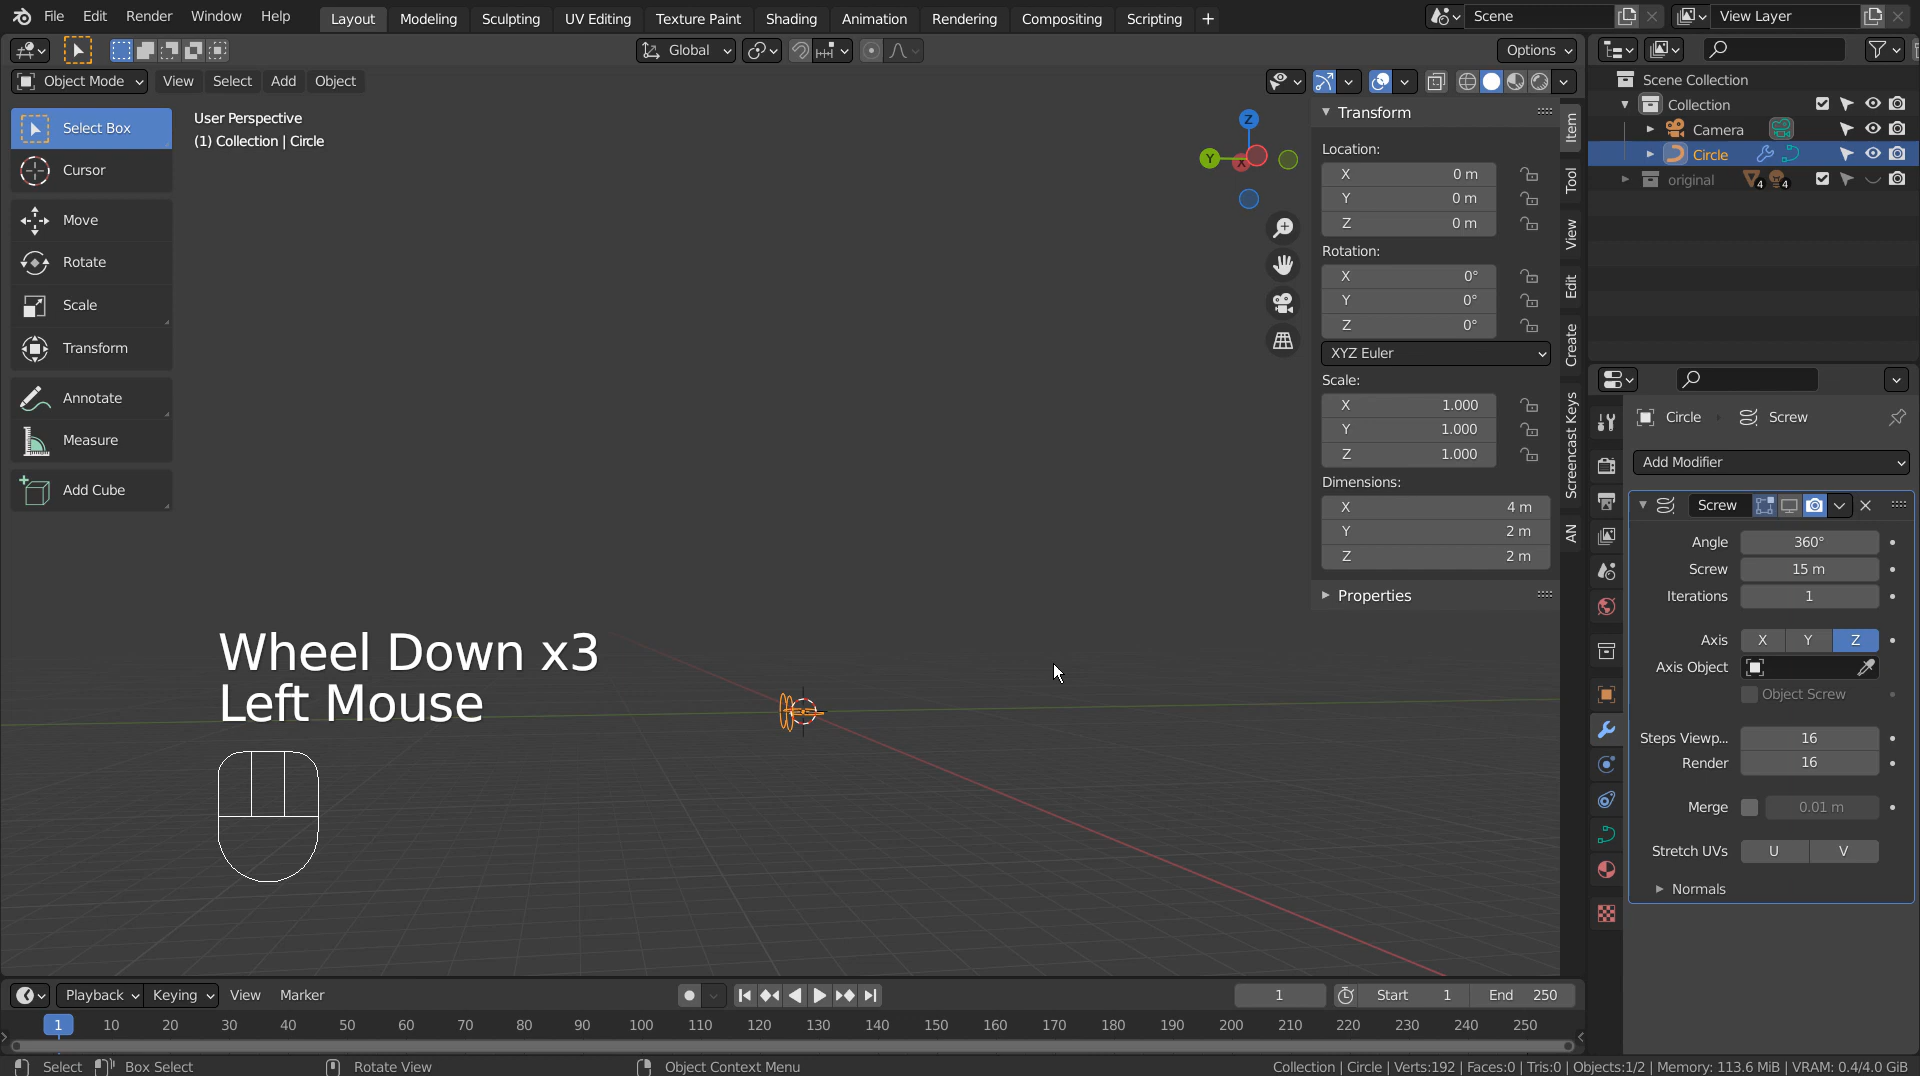 File Edit Render Window Help Layout Modeling Sculpting UV Editing Texture Paint Shading Animation Rendering Compositing Scripting + Scene View Layer
Global Options
Object Mode View Select Add Object
Select Box
Cursor
Move
Rotate
Scale
Transform
Annotate
Measure
Add Cube
User Perspective
(1) Collection | Circle
Z
Y
X
Wheel Down x3
Left Mouse
Transform
Location:
X 0 m
Y 0 m
Z 0 m
Rotation:
X 0°
Y 0°
Z 0°
XYZ Euler
Scale:
X 1.000
Y 1.000
Z 1.000
Dimensions:
X 4 m
Y 2 m
Z 2 m
Properties
Item
Tool
View
Edit
Create
Screencast Keys
AN
Scene Collection
Collection
Camera
Circle
original 4 4
Circle Screw
Add Modifier
Screw
Angle 360°
Screw 15 m
Iterations 1
Axis X Y Z
Axis Object
Object Screw
Steps Viewp... 16
Render 16
Merge 0.01 m
Stretch UVs U V
Normals
Playback Keying View Marker 1 Start 1 End 250
1 10 20 30 40 50 60 70 80 90 100 110 120 130 140 150 160 170 180 190 200 210 220 230 240 250
Select Box Select Rotate View Object Context Menu Collection | Circle | Verts:192 | Faces:0 | Tris:0 | Objects:1/2 | Memory: 113.6 MiB | VRAM: 0.4/4.0 GiB